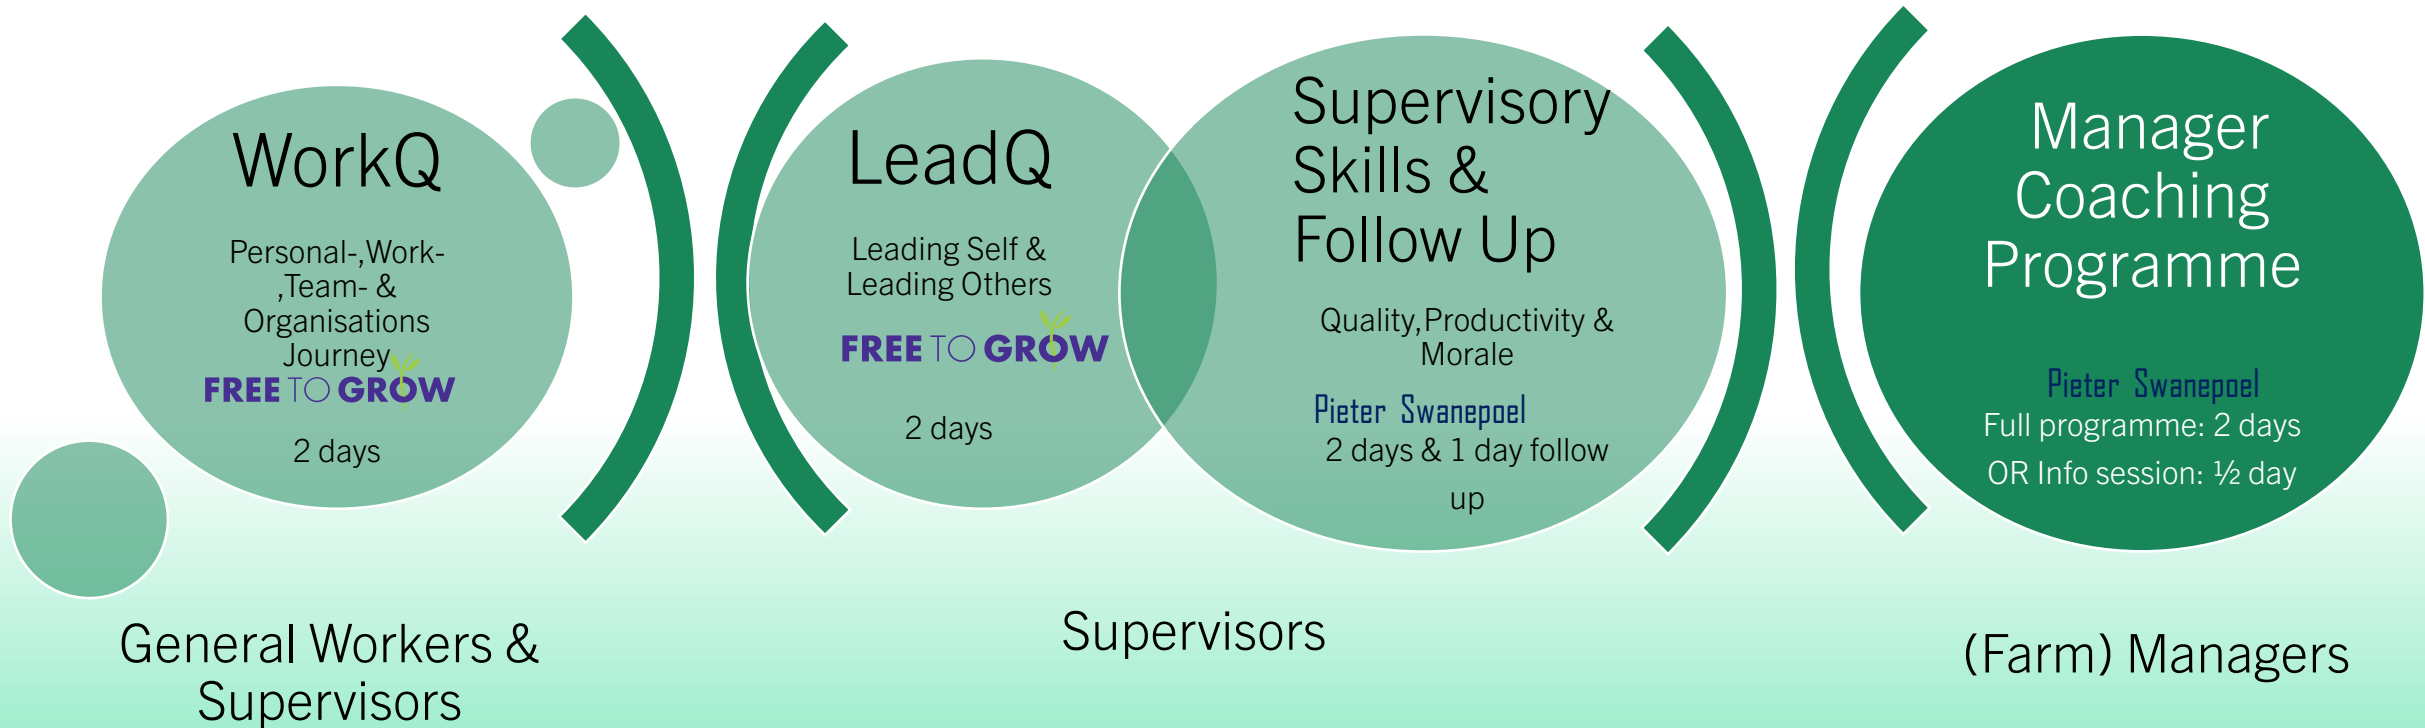 WorkQ
Personal-,Work-
,Team- &
Organisations
Journey
FREE TO GROW
2 days
General Workers &
Supervisors
LeadQ
Leading Self &
Leading Others
FREE TO GROW
2 days
Supervisory
Skills &
Follow Up
Quality,Productivity &
Morale
Pieter Swanepoel
2 days & 1 day follow
up
Supervisors
Manager
Coaching
Programme
Pieter Swanepoel
Full programme: 2 days
OR Info session: ½ day
(Farm) Managers